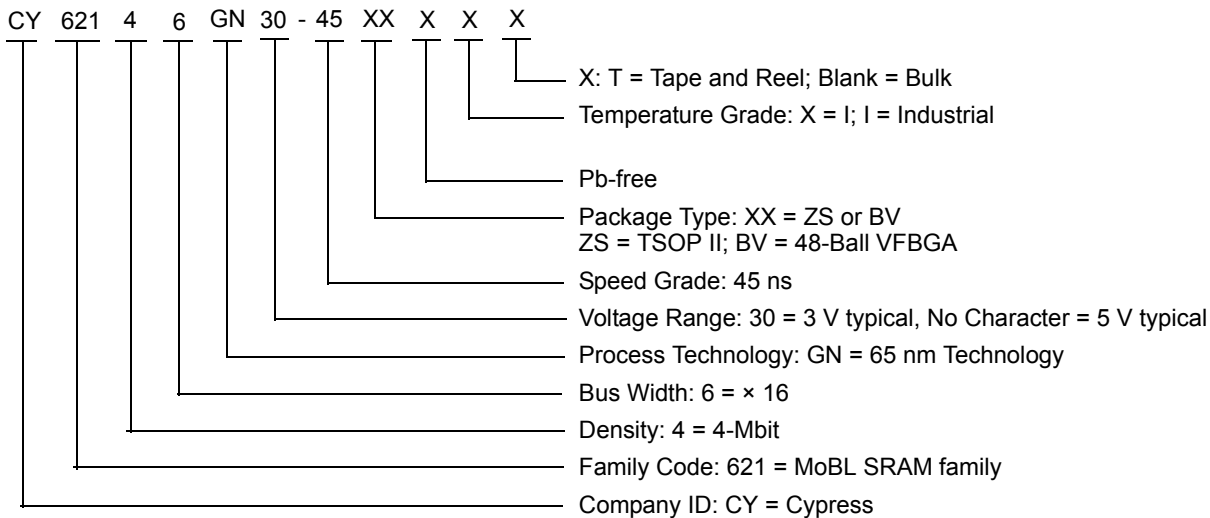 CY 621 4 6 GN 30 - 45 XX X X X
X: T = Tape and Reel; Blank = Bulk
Temperature Grade: X = I; I = Industrial
Pb-free
Package Type: XX = ZS or BV
ZS = TSOP II; BV = 48-Ball VFBGA
Speed Grade: 45 ns
Voltage Range: 30 = 3 V typical, No Character = 5 V typical
Process Technology: GN = 65 nm Technology
Bus Width: 6 = × 16
Density: 4 = 4-Mbit
Family Code: 621 = MoBL SRAM family
Company ID: CY = Cypress